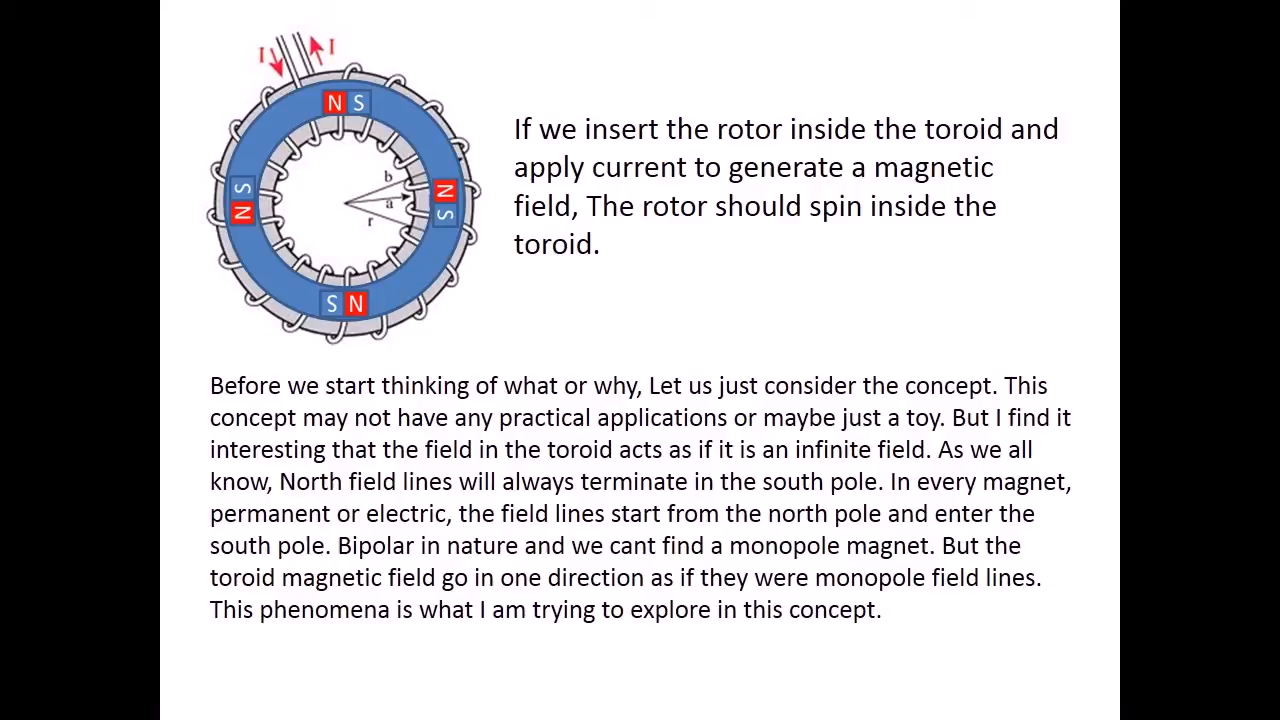 I I
N S
If we insert the rotor inside the toroid and
apply current to generate a magnetic
field, The rotor should spin inside the
toroid.
b
S N
N a S
r
S N
Before we start thinking of what or why, Let us just consider the concept. This
concept may not have any practical applications or maybe just a toy. But I find it
interesting that the field in the toroid acts as if it is an infinite field. As we all
know, North field lines will always terminate in the south pole. In every magnet,
permanent or electric, the field lines start from the north pole and enter the
south pole. Bipolar in nature and we cant find a monopole magnet. But the
toroid magnetic field go in one direction as if they were monopole field lines.
This phenomena is what I am trying to explore in this concept.